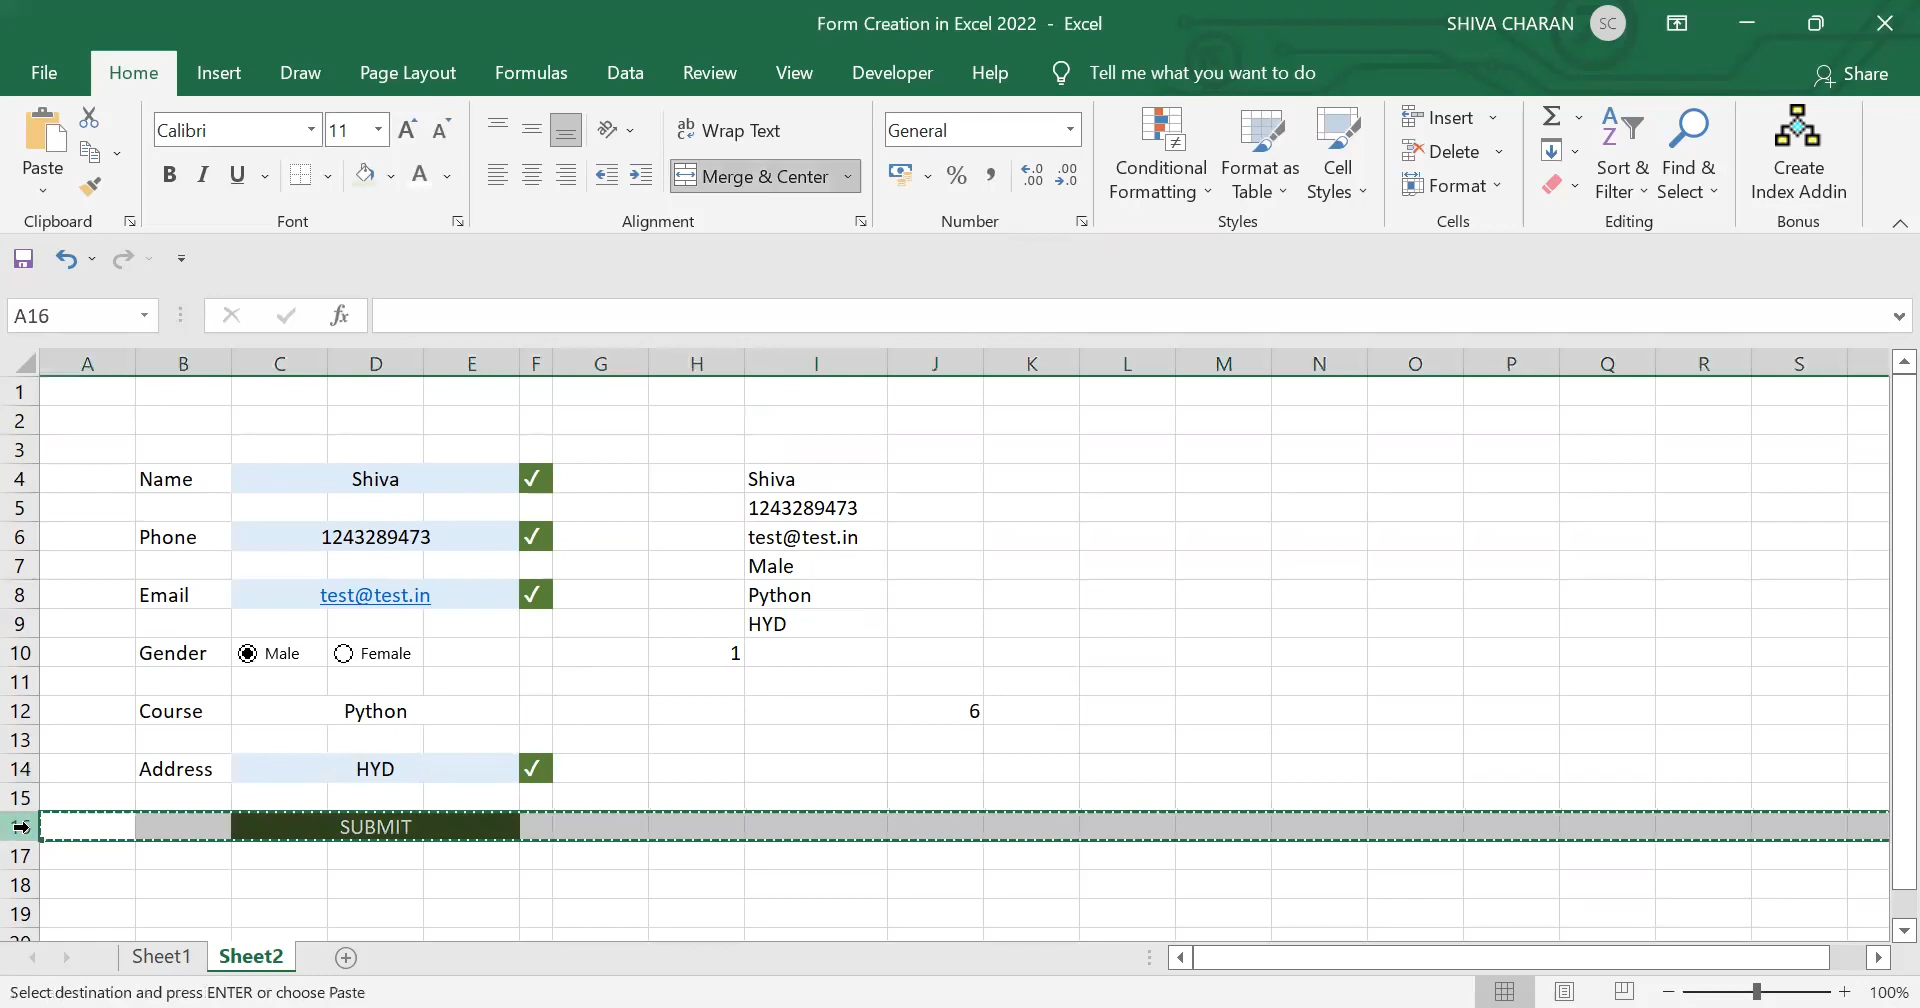 Form Creation in Excel 2022 - Excel
SHIVA CHARAN SC
File Home Insert Draw Page Layout Formulas Data Review View Developer Help Tell me what you want to do Share
Paste
Clipboard
Calibri 11
B I U A
Font
Wrap Text
Merge & Center
Alignment
General
% ,
Number
Conditional Formatting
Format as Table
Cell Styles
Styles
Insert
Delete
Format
Cells
Sort & Filter
Find & Select
Editing
Create Index Addin
Bonus
A16 fx
A B C D E F G H I J K L M N O P Q R S
1
2
3
4 Name Shiva ✓ Shiva
5 1243289473
6 Phone 1243289473 ✓ test@test.in
7 Male
8 Email test@test.in ✓ Python
9 HYD
10 Gender Male Female 1
11
12 Course Python 6
13
14 Address HYD ✓
15
SUBMIT
17
18
19
Sheet1 Sheet2
Select destination and press ENTER or choose Paste 100%